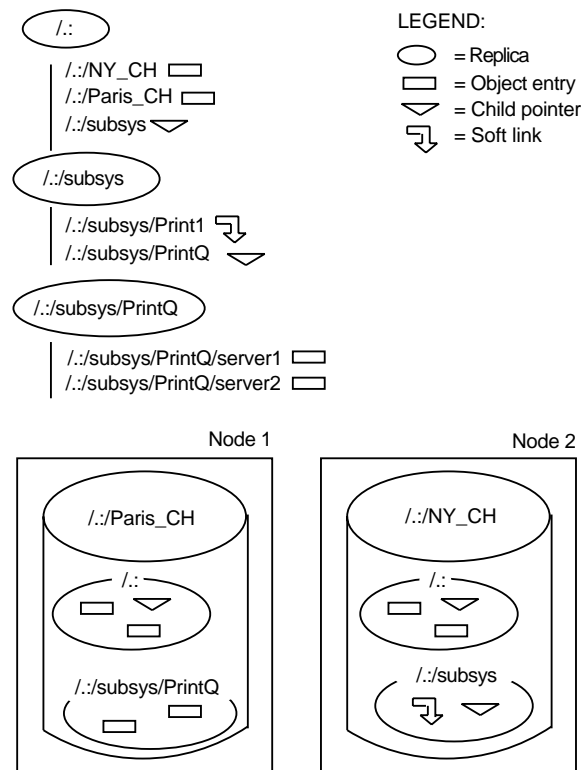 /.:
/.:/NY_CH
/.:/Paris_CH
/.:/subsys
/.:/subsys
/.:/subsys/Print1
/.:/subsys/PrintQ
/.:/subsys/PrintQ
/.:/subsys/PrintQ/server1
/.:/subsys/PrintQ/server2
LEGEND:
= Replica
= Object entry
= Child pointer
= Soft link
Node 1
/.:/Paris_CH
/.:
/.:/subsys/PrintQ
Node 2
/.:/NY_CH
/.:
/.:/subsys